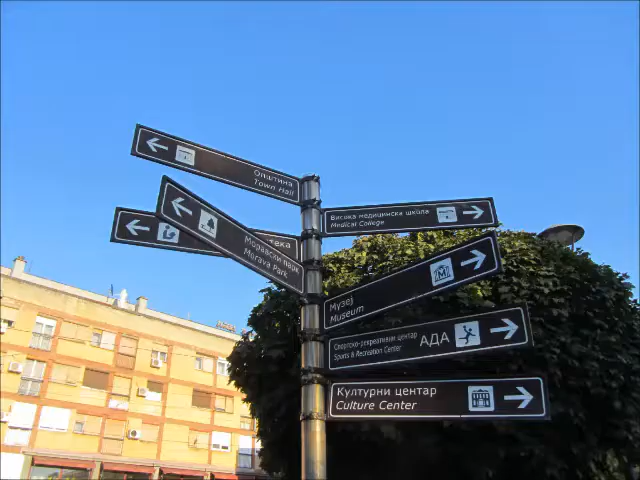 Општина
Town Hall
Моравски парк
Morava Park
тека
Висока медицинска школа
Medical College
Музеј
Museum
Спортско-рекреативни центар
Sports & Recreation Center
АДА
Културни центар
Culture Center